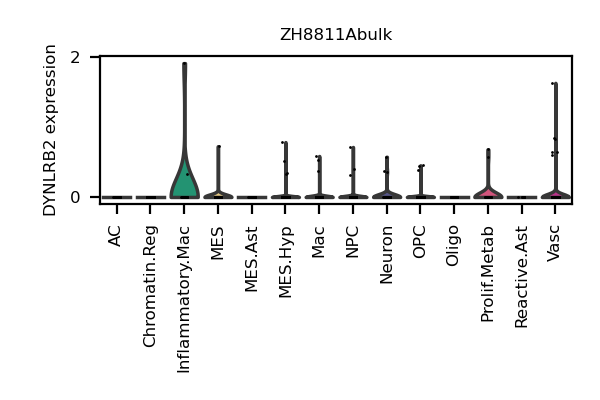 ZH8811Abulk
DYNLRB2 expression
2
0
AC
Chromatin.Reg
Inflammatory.Mac
MES
MES.Ast
MES.Hyp
Mac
NPC
Neuron
OPC
Oligo
Prolif.Metab
Reactive.Ast
Vasc